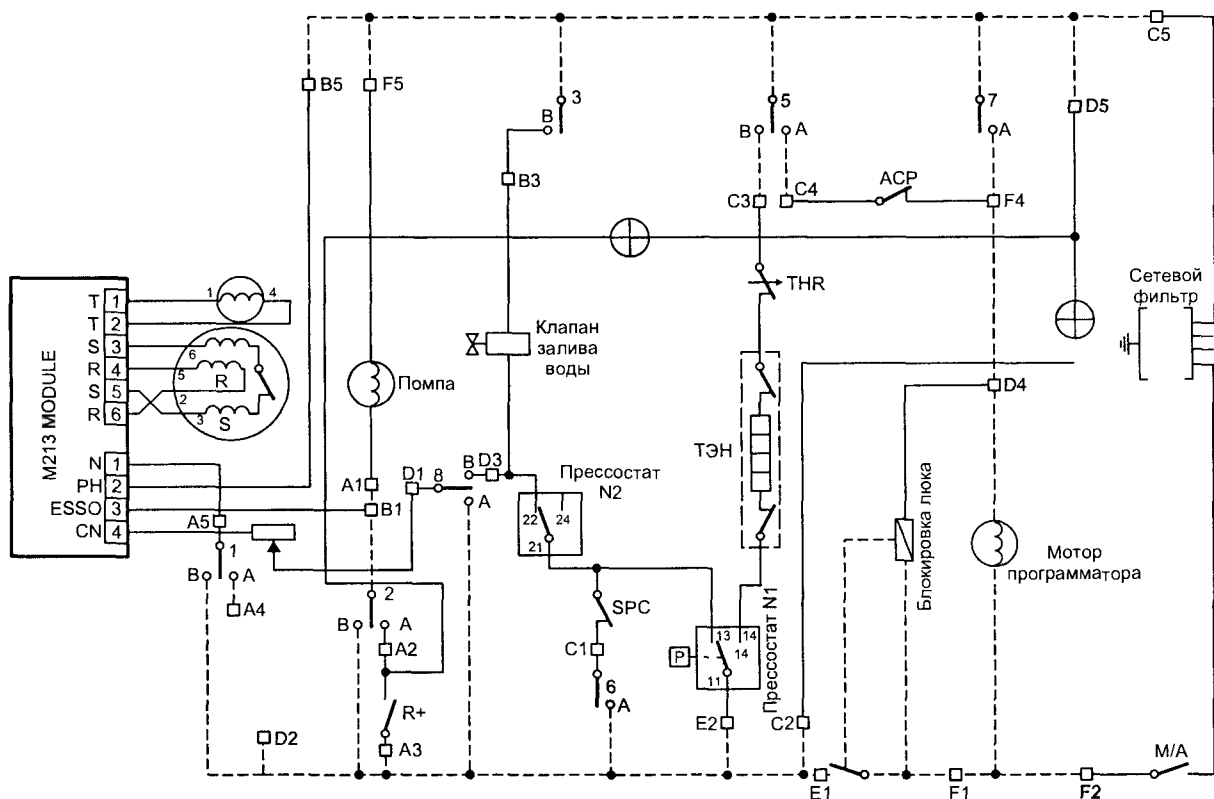 C5
B5
F5
3
5
7
D5
B
B
A
A
B3
C3
C4
АСР
F4
THR
Сетевой
фильтр
M213 MODULE
T 1
T 2
S 3
R 4
S 5
R 6
N 1
PH 2
ESSO 3
CN 4
1
4
6
5
R
2
3
S
Клапан
залива
воды
Помпа
D4
ТЭН
A1
B1
D1
8
B
D3
A
Прессостат
N2
22
24
21
A5
1
B
A
A4
2
B
A
A2
R+
A3
D2
SPC
C1
6
A
P
13
14
14
11
Прессостат N1
E2
C2
Блокировка люка
Мотор
программатора
E1
F1
F2
M/A